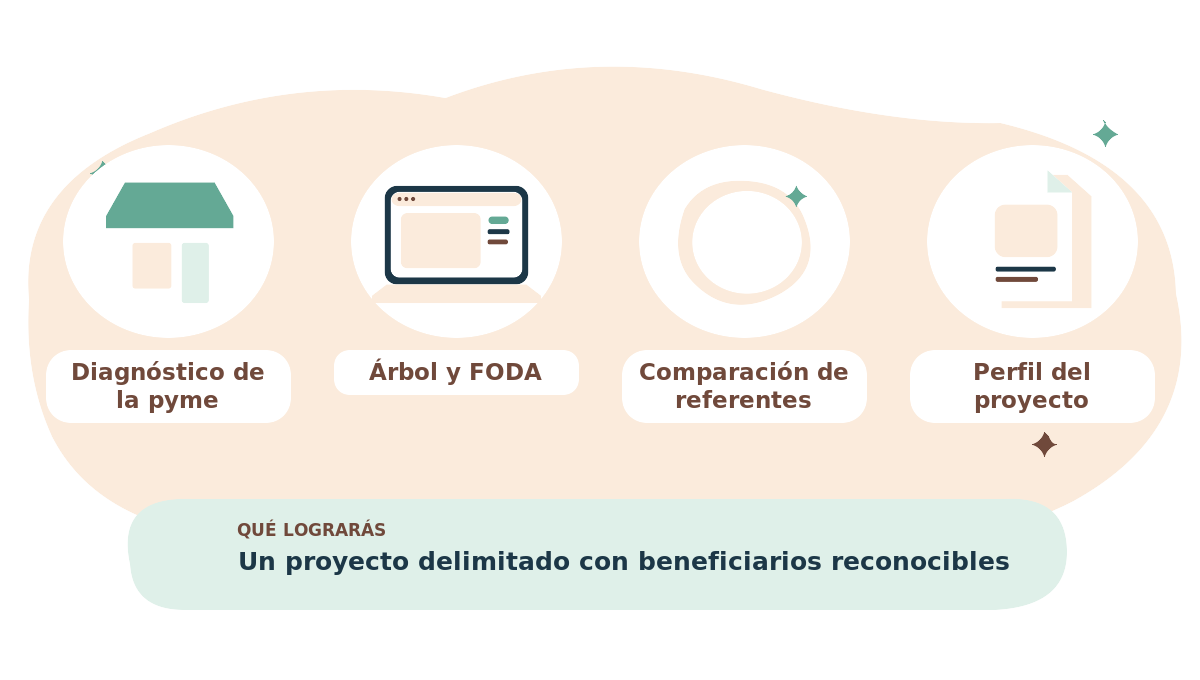 Diagnóstico de
la pyme
Árbol y FODA
Comparación de
referentes
Perfil del
proyecto
QUÉ LOGRARÁS
Un proyecto delimitado con beneficiarios reconocibles